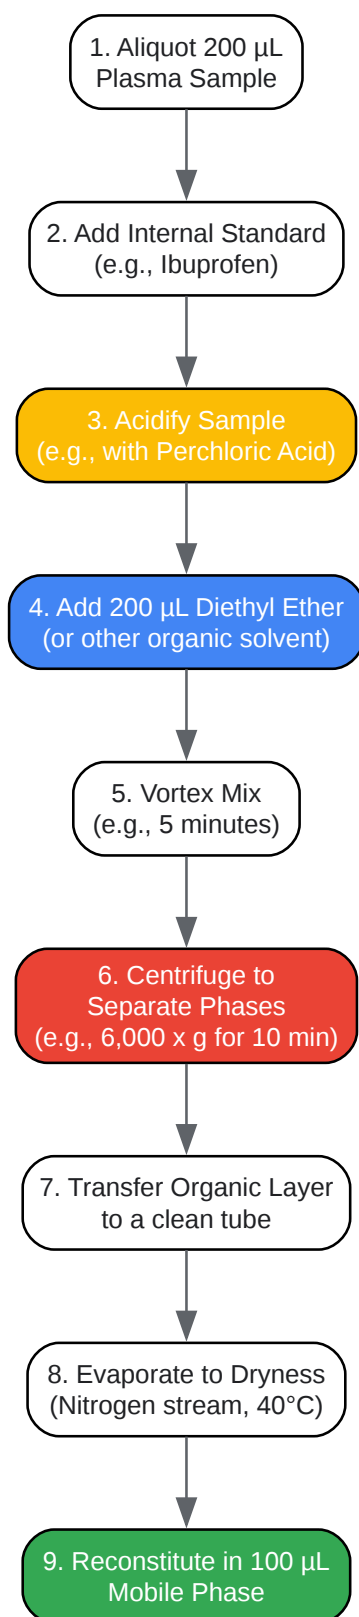 1. Aliquot 200 µL
Plasma Sample
2. Add Internal Standard
(e.g., Ibuprofen)
3. Acidify Sample
(e.g., with Perchloric Acid)
4. Add 200 µL Diethyl Ether
(or other organic solvent)
5. Vortex Mix
(e.g., 5 minutes)
6. Centrifuge to
Separate Phases
(e.g., 6,000 x g for 10 min)
7. Transfer Organic Layer
to a clean tube
8. Evaporate to Dryness
(Nitrogen stream, 40°C)
9. Reconstitute in 100 µL
Mobile Phase